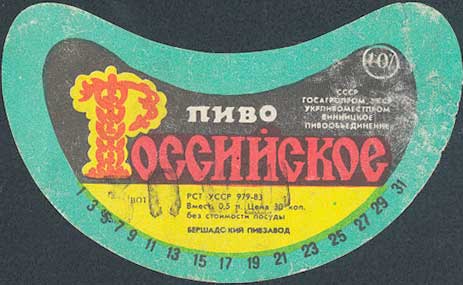 ПИВО
Российское
СССР
ГОСАГРОПРОМ УССР
УКРПИВОМЕСТПРОМ
ВИННИЦКОЕ
ПИВООБЪЕДИНЕНИЕ
РСТ УССР 979-83
Вмест. 0,5 л. Цена 30 коп.
без стоимости посуды
БЕРШАДСКИЙ ПИВЗАВОД
1 3 5 7 9 11 13 15 17 19 21 23 25 27 29 31